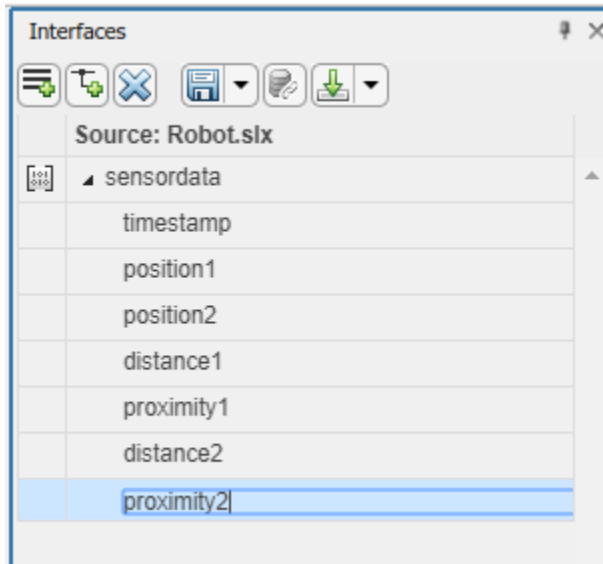 Interfaces
Source: Robot.slx
sensordata
timestamp
position1
position2
distance1
proximity1
distance2
proximity2